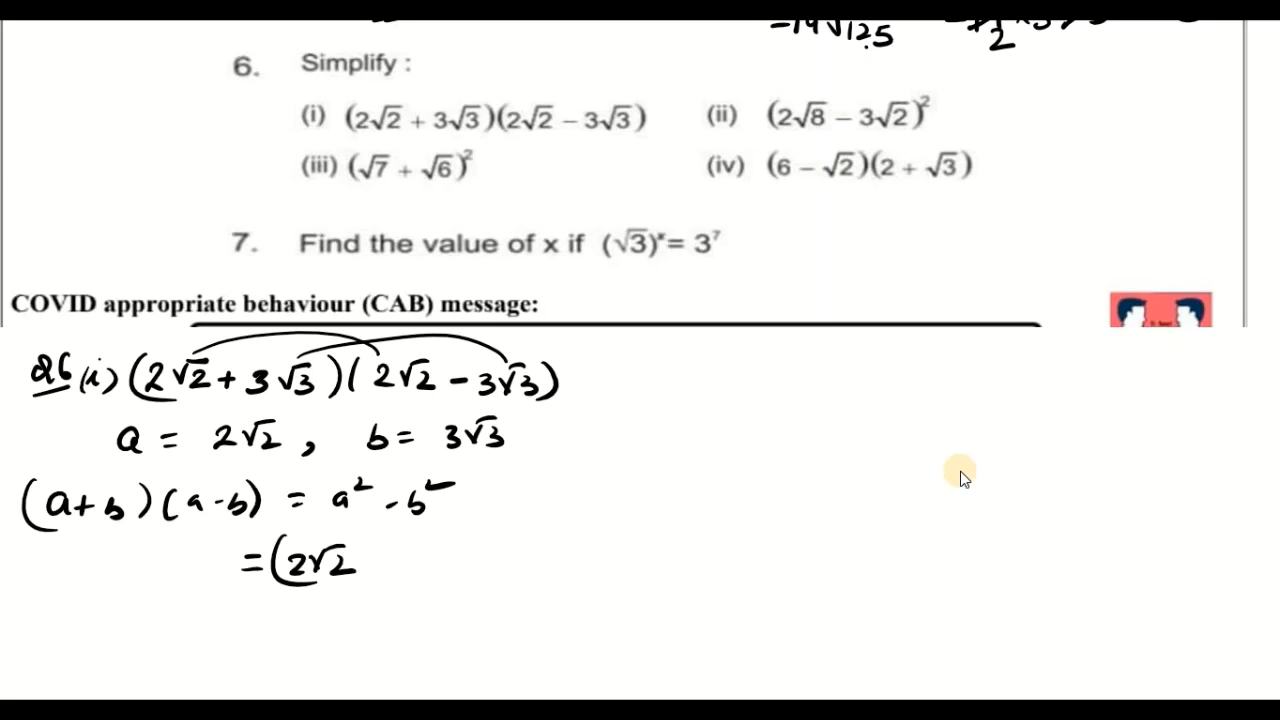 -14√125
6. Simplify :
(i) (2√2 + 3√3)(2√2 – 3√3) (ii) (2√8 – 3√2)²
(iii) (√7 + √6)² (iv) (6 – √2)(2 + √3)
7. Find the value of x if (√3)ˣ= 3⁷
COVID appropriate behaviour (CAB) message:
Q6 (i) (2√2 + 3√3)(2√2 - 3√3)
a = 2√2 , b = 3√3
(a+b)(a-b) = a² - b²
= (2√2